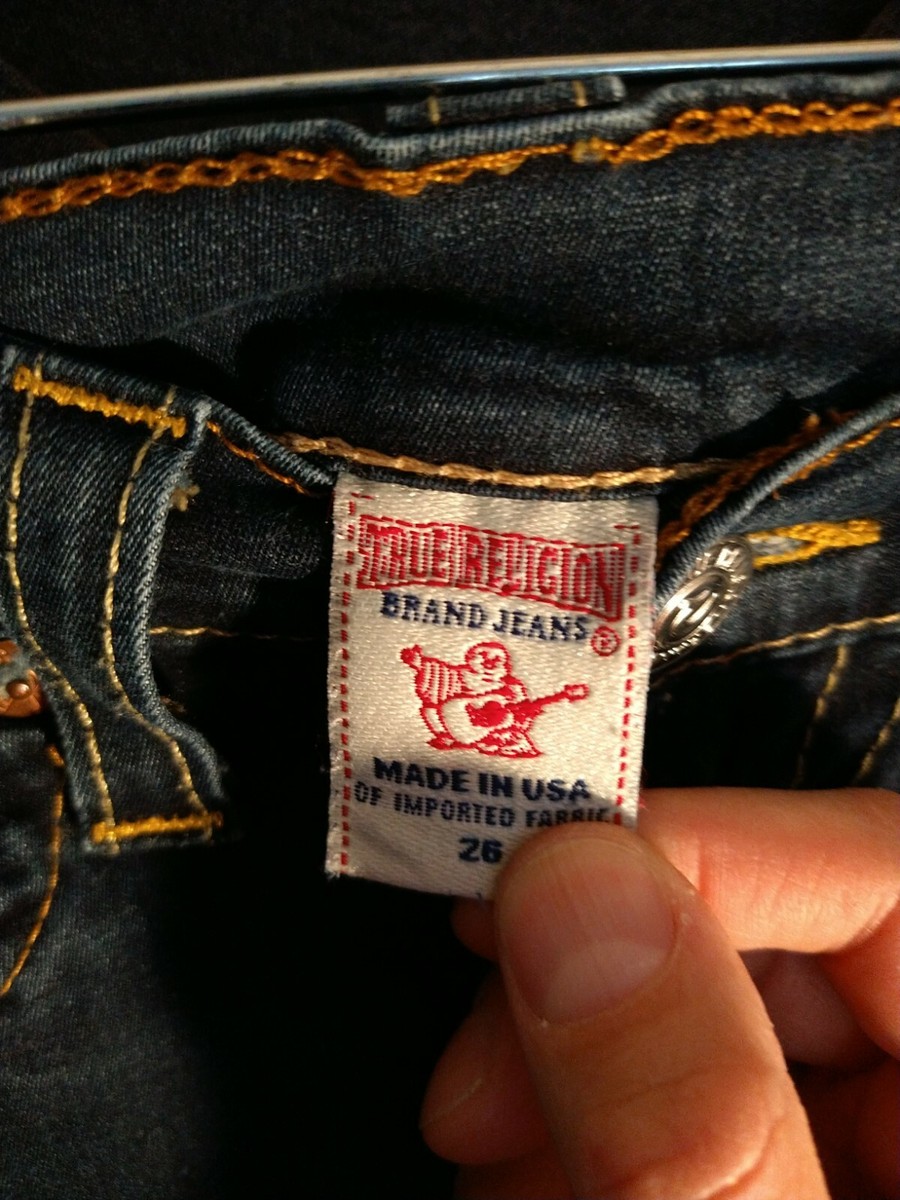 TRUE RELIGION
BRAND JEANS ®
MADE IN USA
OF IMPORTED FABRIC
26